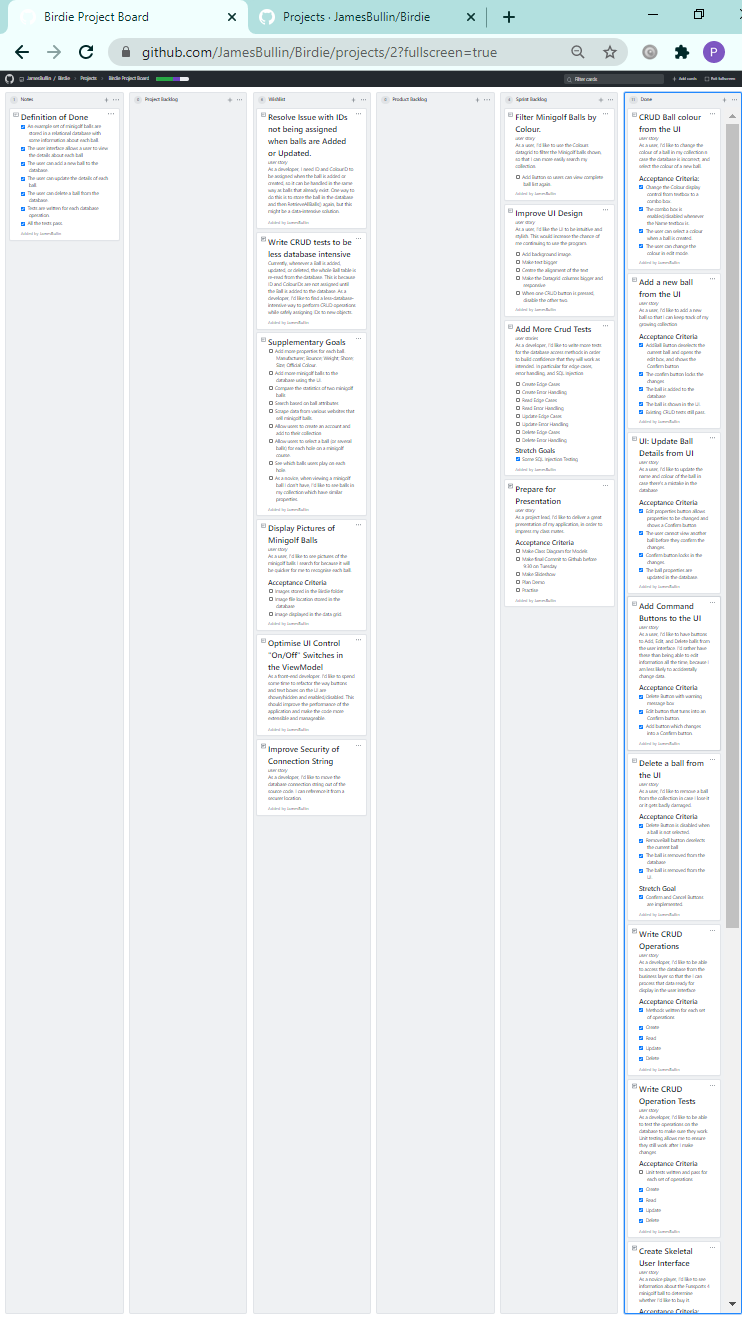 Birdie Project Board
Projects · JamesBullin/Birdie
github.com/JamesBullin/Birdie/projects/2?fullscreen=true
P
JamesBullin / Birdie
Projects
Birdie Project Board
Filter cards
Add cards
Exit fullscreen
1 Notes
Definition of Done
An example set of minigolf balls are
stored in a relational database with
some information about each ball
The user interface allows a user to view
the details about each ball
The user can add a new ball to the
database
The user can update the details of each
ball.
The user can delete a ball from the
database
Tests are written for each database
operation.
All the tests pass
Added by JamesBullin
0 Project Backlog
6 Wishlist
Resolve Issue with IDs
not being assigned
when balls are Added
or Updated.
user story
As a developer, I need ID and ColourID to
be assigned when the ball is added or
created, so it can be handled in the same
way as balls that already exist. One way to
do this is to store the ball in the database
and then RetrieveAllBalls() again, but this
might be a data-intensive solution.
Added by JamesBullin
Write CRUD tests to be
less database intensive
Currently, whenever a Ball is added,
updated, or deleted, the whole Ball table is
re-read from the database. This is because
ID and ColourIDs are not assigned until
the Ball is added to the database. As a
developer, I'd like to find a less-database-
intensive way to perform CRUD operations
while safely assigning IDs to new objects
Added by JamesBullin
Supplementary Goals
Add more properties for each ball:
Manufacturer; Bounce; Weight; Shore;
Size; Official Colour
Add more minigolf balls to the
database using the UI.
Compare the statistics of two minigolf
balls
Search based on ball attributes
Scrape data from various websites that
sell minigolf balls
Allow users to create an account and
add to their collection
Allow users to select a ball (or several
balls) for each hole on a minigolf
course
See which balls users play on each
hole
As a novice, when viewing a minigolf
ball I don't have, I'd like to see balls in
my collection which have similar
properties.
Added by JamesBullin
Display Pictures of
Minigolf Balls
user story
As a user, I'd like to see pictures of the
minigolf balls I search for because it will
be quicker for me to recognise each ball
Acceptance Criteria
Images stored in the Birdie folder
Image file location stored in the
database
Image displayed in the data grid.
Added by JamesBullin
Optimise UI Control
"On/Off" Switches in
the ViewModel
As a front-end developer, I'd like to spend
some time to refactor the way buttons
and text boxes on the UI are
shown/hidden and enabled/disabled. This
should improve the performance of the
application and make the code more
extensible and manageable
Added by JamesBullin
Improve Security of
Connection String
user story
As a developer, I'd like to move the
database connection string out of the
source code. I can reference it from a
securer location.
Added by JamesBullin
0 Product Backlog
4 Sprint Backlog
Filter Minigolf Balls by
Colour.
user story
As a user, I'd like to use the Colours
datagrid to filter the Minigolf Balls shown,
so that I can more easily search my
collection.
Add Button so users can view complete
ball list again.
Added by JamesBullin
Improve UI Design
As a user, I'd like the UI to be intuitive and
stylish. This would increase the chance of
me continuing to use the program.
Add background image
Make text bigger
Centre the alignment of the text
Make the Datagrid columns bigger and
responsive
When one CRUD button is pressed,
disable the other two.
Added by JamesBullin
Add More Crud Tests
user stories
As a developer, I'd like to write more tests
for the database access methods in order
to build confidence that they will work as
intended. In particular for edge cases,
error handling, and SQL injection
Create Edge Cases
Create Error Handling
Read Edge Cases
Read Error Handling
Update Edge Cases
Update Error Handling
Delete Edge Cases
Delete Error Handling
Stretch Goals
Some SQL Injection Testing
Added by JamesBullin
Prepare for
Presentation
user story
As a project lead, I'd like to deliver a great
presentation of my application, in order to
impress my class mates.
Acceptance Criteria
Make Class Diagram for Models
Make final Commit to Github before
9.30 on Tuesday.
Make Slideshow
Plan Demo
Practise
Added by JamesBullin
Done
CRUD Ball colour
from the UI
user story
As a user, I'd like to change the
colour of a ball in my collection in
case the database is incorrect, and
select the colour of a new ball.
Acceptance Criteria:
Change the Colour display
control from textbox to a
combo box.
The combo box is
enabled/disabled whenever
the Name textbox is.
The user can select a colour
when a ball is created
The user can change the
colour in edit mode
Added by JamesBullin
Add a new ball
from the UI
user story
As a user, I'd like to add a new
ball so that I can keep track of my
growing collection
Acceptance Criteria
AddBall Button deselects the
current ball and opens the
edit box, and shows the
Confirm button
The confirm button locks the
changes
The ball is added to the
database
The ball is shown in the UI.
Existing CRUD tests still pass.
Added by JamesBullin
UI: Update Ball
Details from UI
user story
As a user, I'd like to update the
name and colour of the ball in
case there's a mistake in the
database
Acceptance Criteria
Edit properties button allows
properties to be changed and
shows a Confirm button
The user cannot view another
ball before they confirm the
changes
Confirm button locks in the
changes
The ball properties are
updated in the database
Added by JamesBullin
Add Command
Buttons to the UI
user story
As a user, I'd like to have buttons
to Add, Edit, and Delete balls from
the user interface. I'd rather have
these than being able to edit
information all the time, because I
am less likely to accidentally
change data.
Acceptance Criteria
Delete Button with warning
message box
Edit button that turns into an
Confirm button
Add button which changes
into a Confirm button.
Added by JamesBullin
Delete a ball from
the UI
user story
As a user, I'd like to remove a ball
from the collection in case I lose it
or it gets badly damaged
Acceptance Criteria
Delete Button is disabled when
a ball is not selected.
RemoveBall button deselects
the current ball
The ball is removed from the
database
The ball is removed from the
UI.
Stretch Goal
Confirm and Cancel Buttons
are implemented.
Added by JamesBullin
Write CRUD
Operations
user story
As a developer, I'd like to be able
to access the database from the
business layer so that the I can
process that data ready for
display in the user interface
Acceptance Criteria
Methods written for each set
of operations
Create
Read
Update
Delete
Added by JamesBullin
Write CRUD
Operation Tests
user story
As a developer, I'd like to be able
to test the operations on the
database to make sure they work.
Unit testing allows me to ensure
they still work after I make
changes
Acceptance Criteria
Unit tests written and pass for
each set of operations
Create
Read
Update
Delete
Added by JamesBullin
Create Skeletal
User Interface
user story
As a novice player, I'd like to see
information about the Funsports 4
minigolf ball to determine
whether I'd like to buy it
Acceptance Criteria: